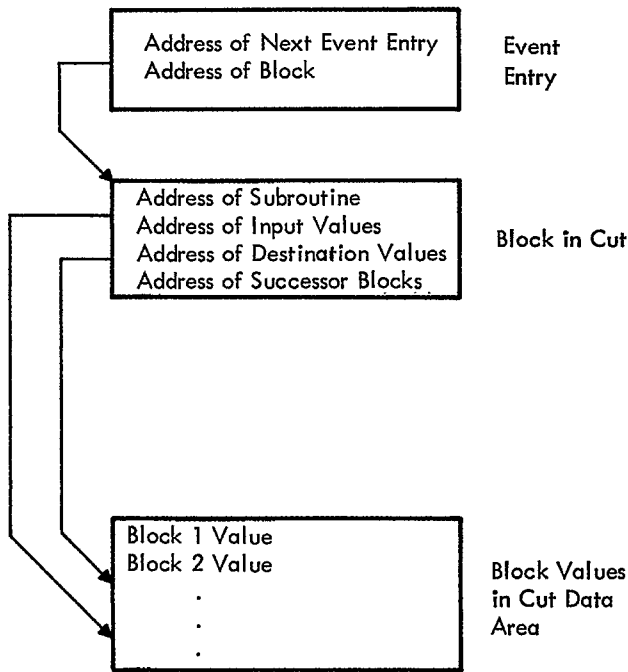 Address of Next Event Entry
Address of Block
Event
Entry
Address of Subroutine
Address of Input Values
Address of Destination Values
Address of Successor Blocks
Block in Cut
Block 1 Value
Block 2 Value
.
.
.
Block Values
in Cut Data
Area